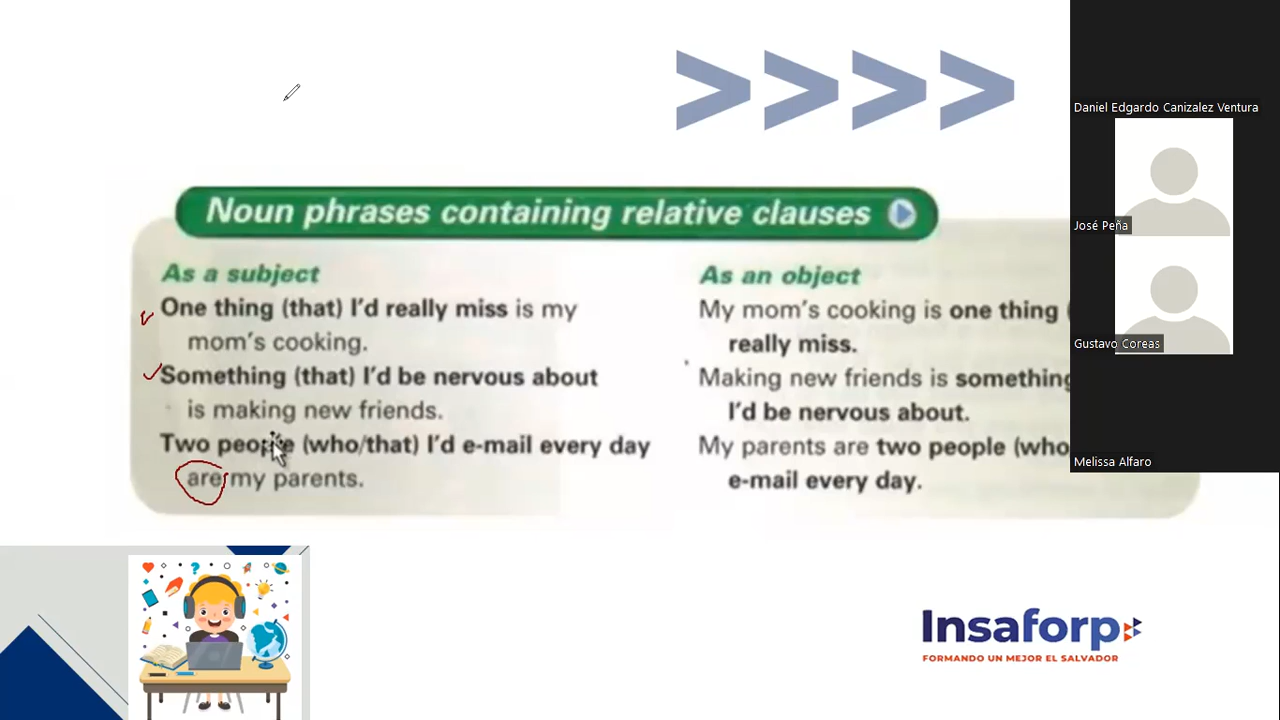 >>>>
Noun phrases containing relative clauses
As a subject
One thing (that) I'd really miss is my
mom's cooking.
Something (that) I'd be nervous about
is making new friends.
Two people (who/that) I'd e-mail every day
are my parents.
As an object
My mom's cooking is one thing (
really miss.
Making new friends is something
I'd be nervous about.
My parents are two people (who
e-mail every day.
Daniel Edgardo Canizalez Ventura
José Peña
Gustavo Coreas
Melissa Alfaro
Insaforp
FORMANDO UN MEJOR EL SALVADOR